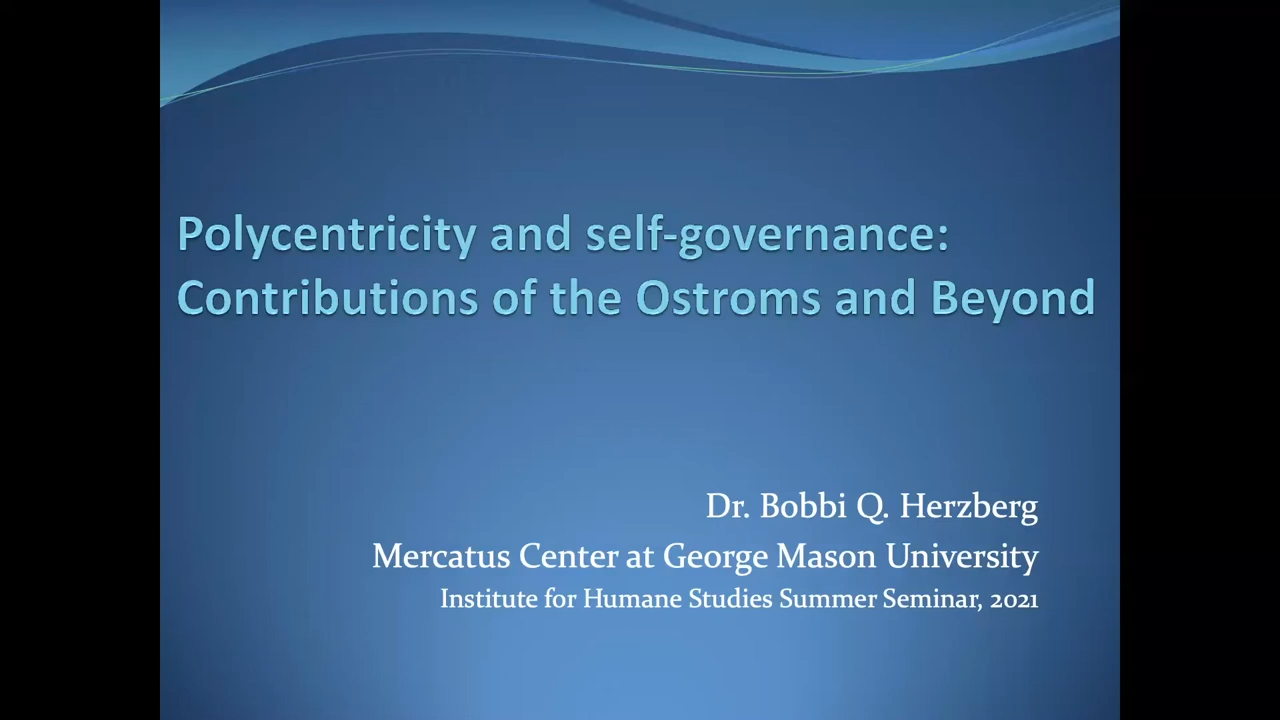 Polycentricity and self-governance:
Contributions of the Ostroms and Beyond
Dr. Bobbi Q. Herzberg
Mercatus Center at George Mason University
Institute for Humane Studies Summer Seminar, 2021